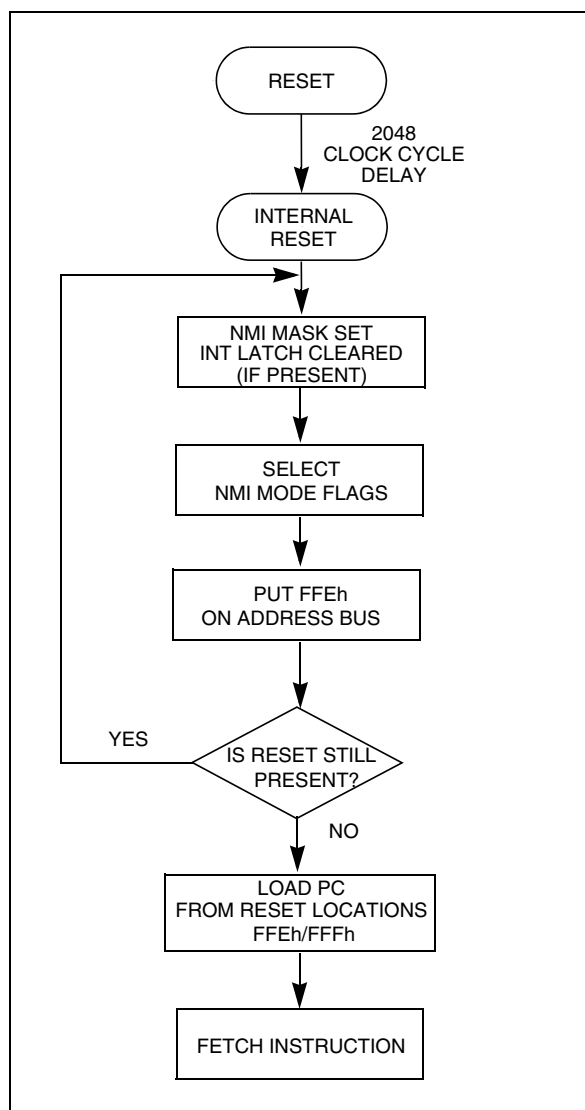 RESET
2048
CLOCK CYCLE
DELAY
INTERNAL
RESET
NMI MASK SET
INT LATCH CLEARED
(IF PRESENT)
SELECT
NMI MODE FLAGS
PUT FFEh
ON ADDRESS BUS
YES
IS RESET STILL
PRESENT?
NO
LOAD PC
FROM RESET LOCATIONS
FFEh/FFFh
FETCH INSTRUCTION